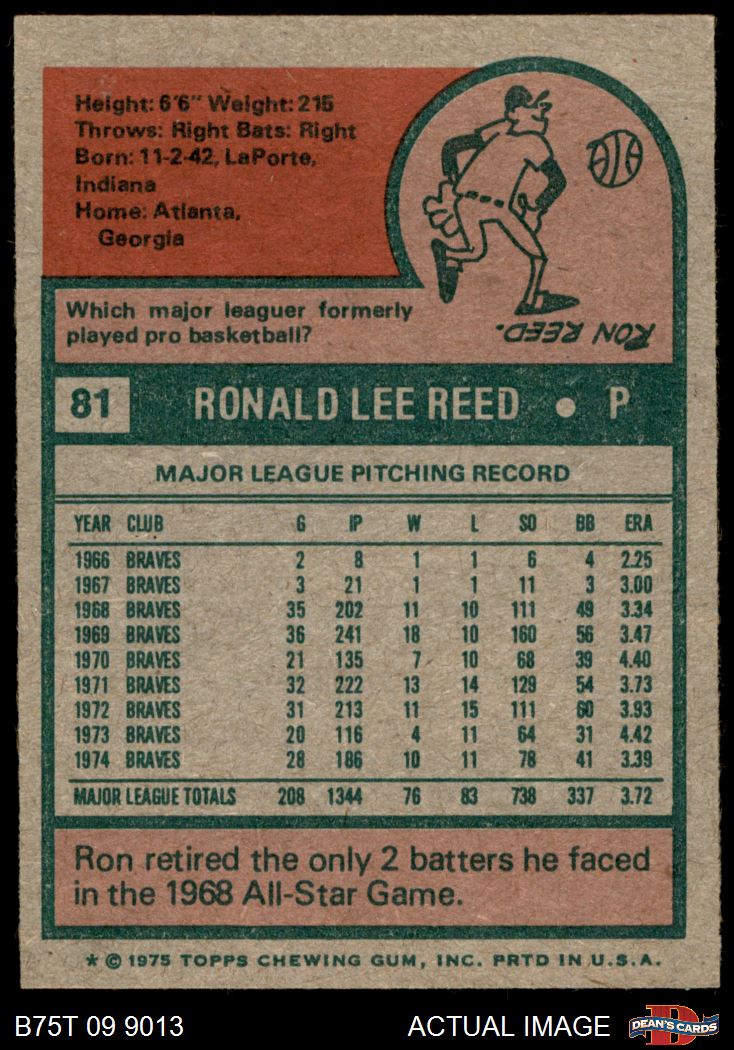 Height: 6'6" Weight: 215
Throws: Right Bats: Right
Born: 11-2-42, LaPorte,
Indiana
Home: Atlanta,
Georgia
Which major leaguer formerly
played pro basketball?
RON REED.
81 RONALD LEE REED • P
MAJOR LEAGUE PITCHING RECORD
YEAR CLUB G IP W L SO BB ERA
1966 BRAVES 2 8 1 1 6 4 2.25
1967 BRAVES 3 21 1 1 11 3 3.00
1968 BRAVES 35 202 11 10 111 49 3.34
1969 BRAVES 36 241 18 10 160 56 3.47
1970 BRAVES 21 135 7 10 68 39 4.40
1971 BRAVES 32 222 13 14 129 54 3.73
1972 BRAVES 31 213 11 15 111 60 3.93
1973 BRAVES 20 116 4 11 64 31 4.42
1974 BRAVES 28 186 10 11 78 41 3.39
MAJOR LEAGUE TOTALS 208 1344 76 83 738 337 3.72
Ron retired the only 2 batters he faced
in the 1968 All-Star Game.
* © 1975 TOPPS CHEWING GUM, INC. PRTD IN U.S.A.
B75T 09 9013 ACTUAL IMAGE D DEAN'S CARDS